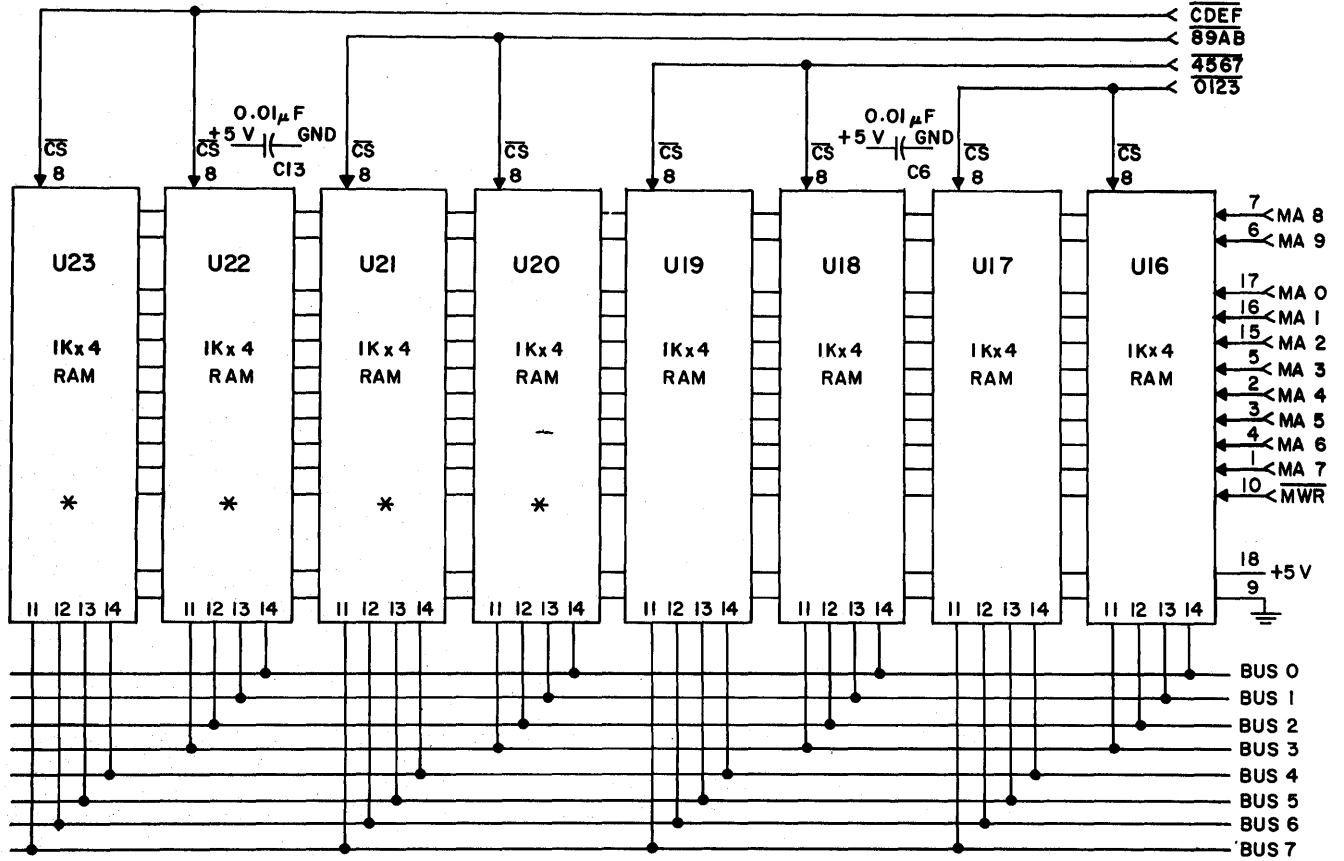 CDEF
89AB
4567
0123
0.01µF
+5 V GND
C13
0.01µF
+5 V GND
C6
CS CS CS CS CS CS CS CS
8 8 8 8 8 8 8 8
7 MA 8
6 MA 9
U23 U22 U21 U20 U19 U18 U17 U16
17 MA 0
16 MA 1
15 MA 2
1K x 4 1K x 4 1K x 4 1K x 4 1K x 4 1K x 4 1K x 4 1K x 4
RAM RAM RAM RAM RAM RAM RAM RAM
5 MA 3
2 MA 4
3 MA 5
4 MA 6
1 MA 7
10 MWR
* * * *
18 +5 V
9
11 12 13 14 11 12 13 14 11 12 13 14 11 12 13 14 11 12 13 14 11 12 13 14 11 12 13 14 11 12 13 14
BUS 0
BUS 1
BUS 2
BUS 3
BUS 4
BUS 5
BUS 6
BUS 7